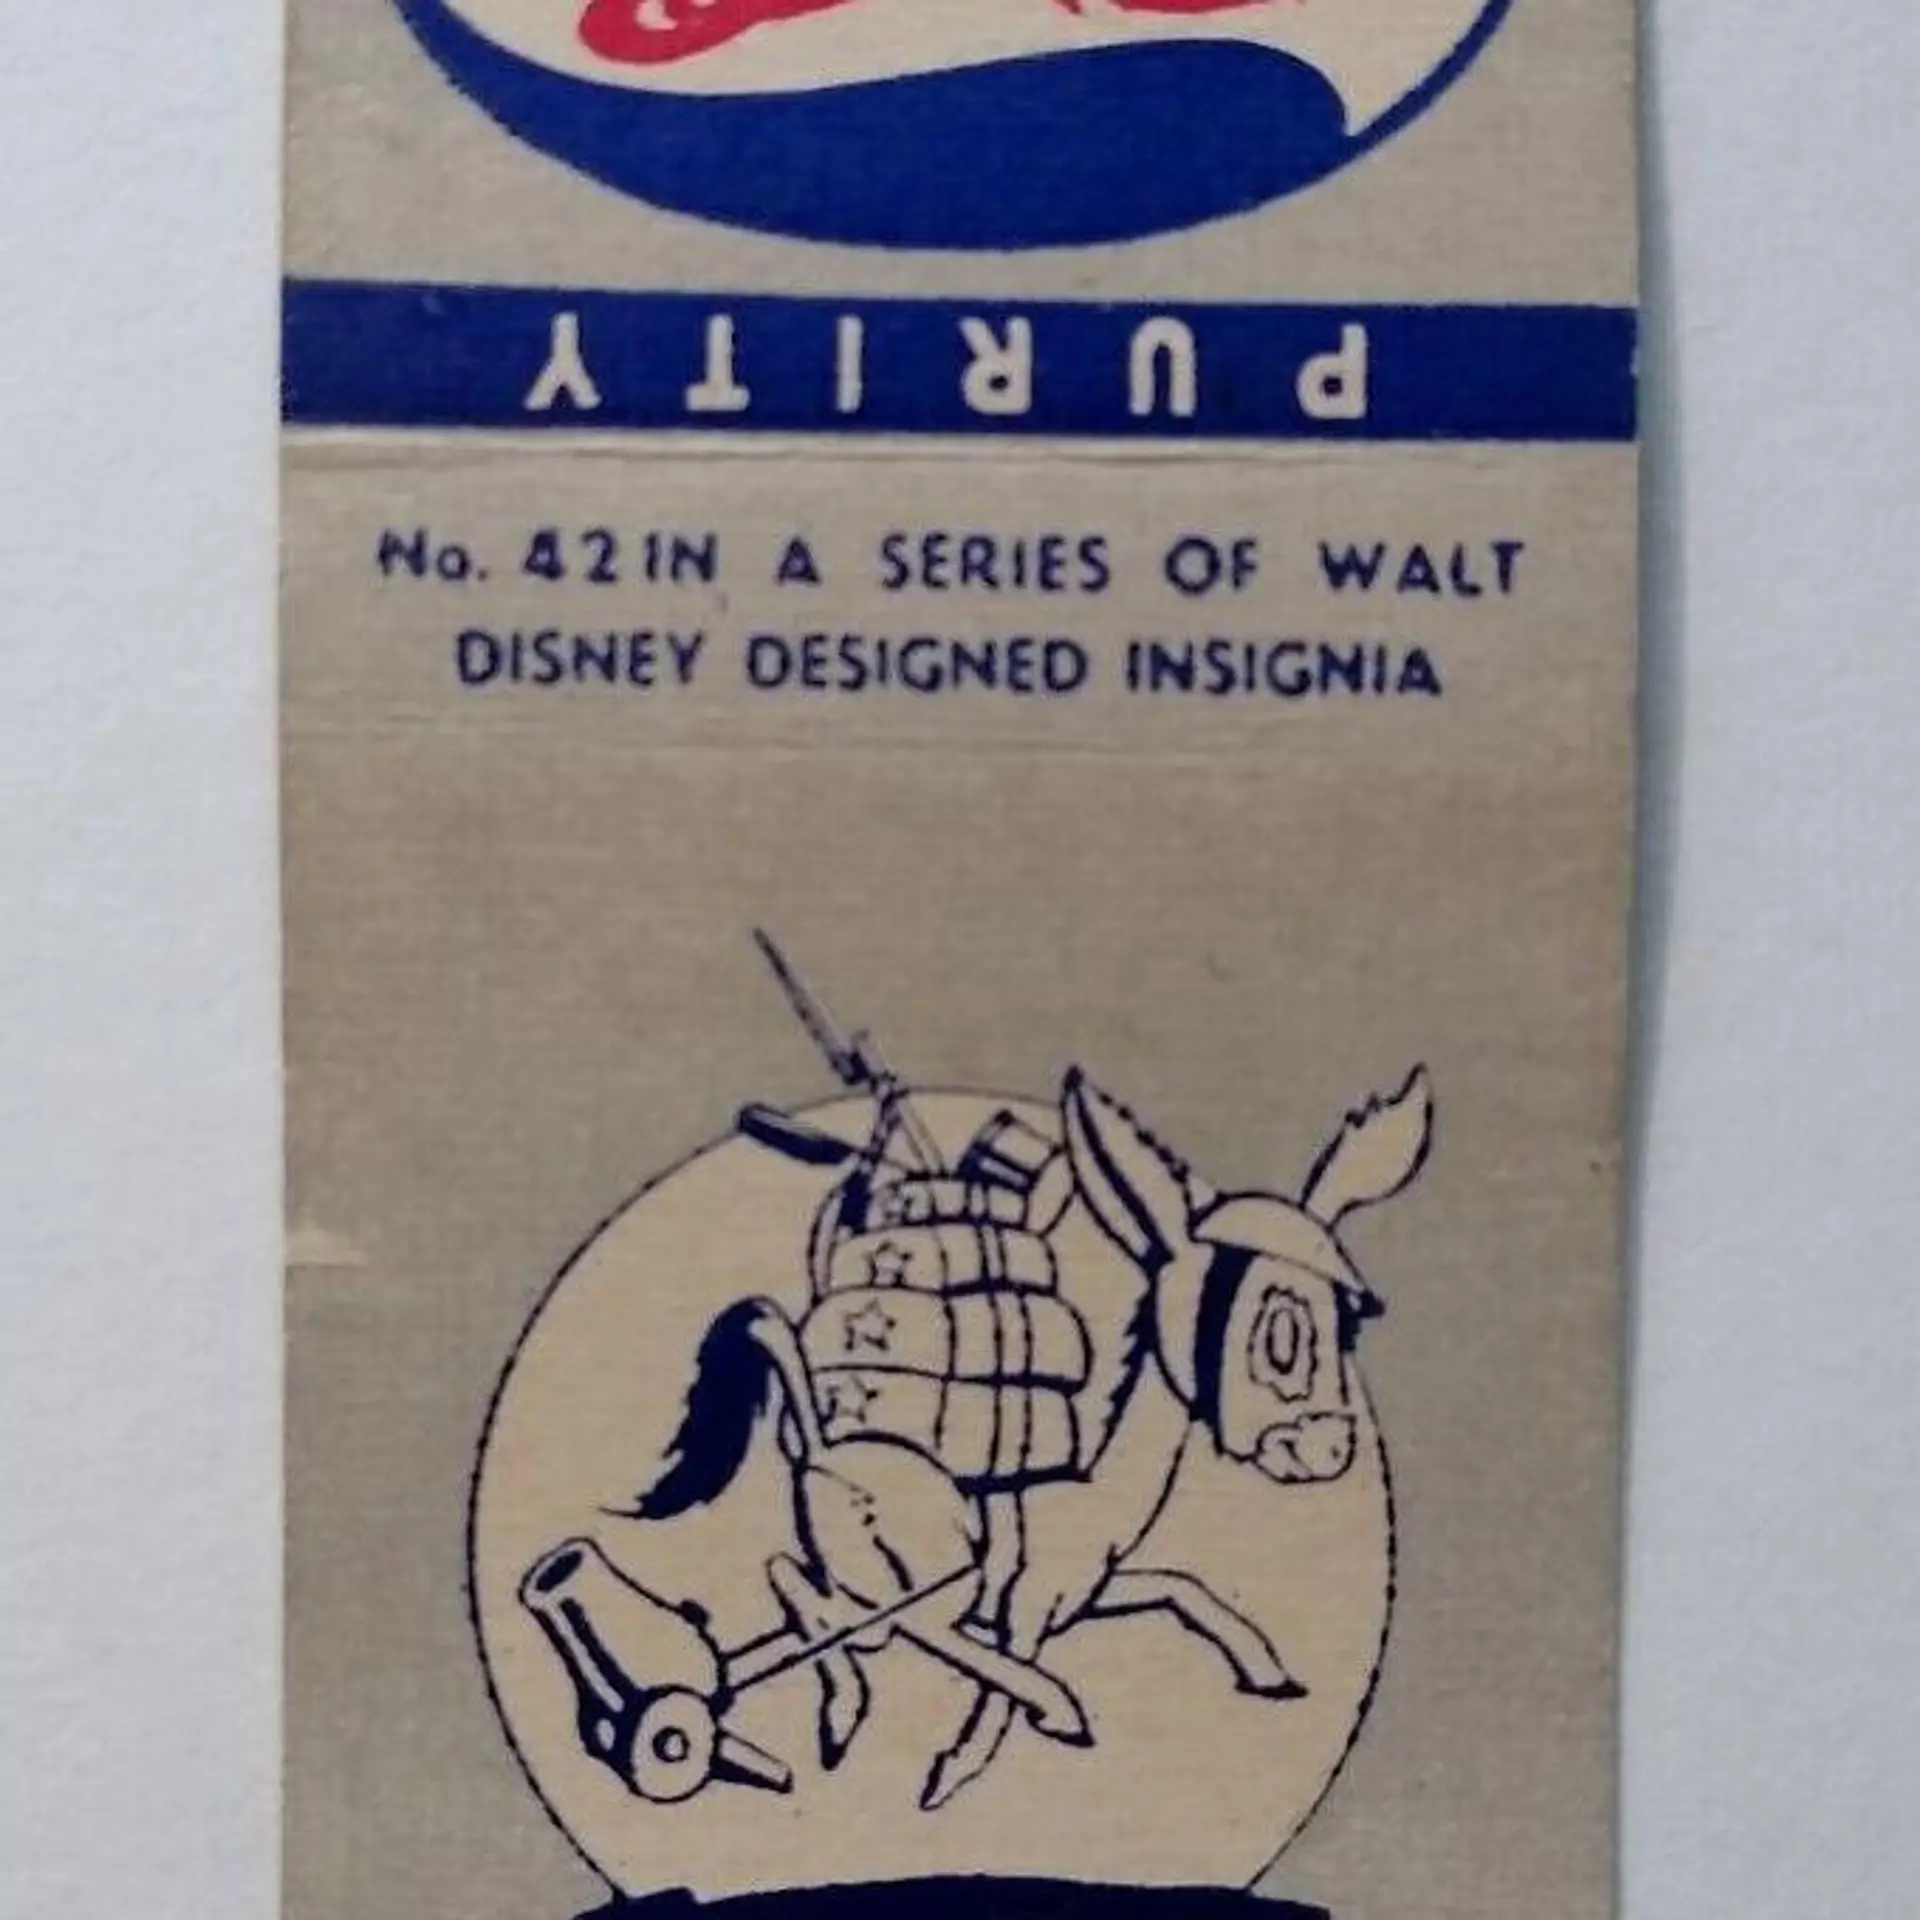 PURITY
No. 42 IN A SERIES OF WALT
DISNEY DESIGNED INSIGNIA